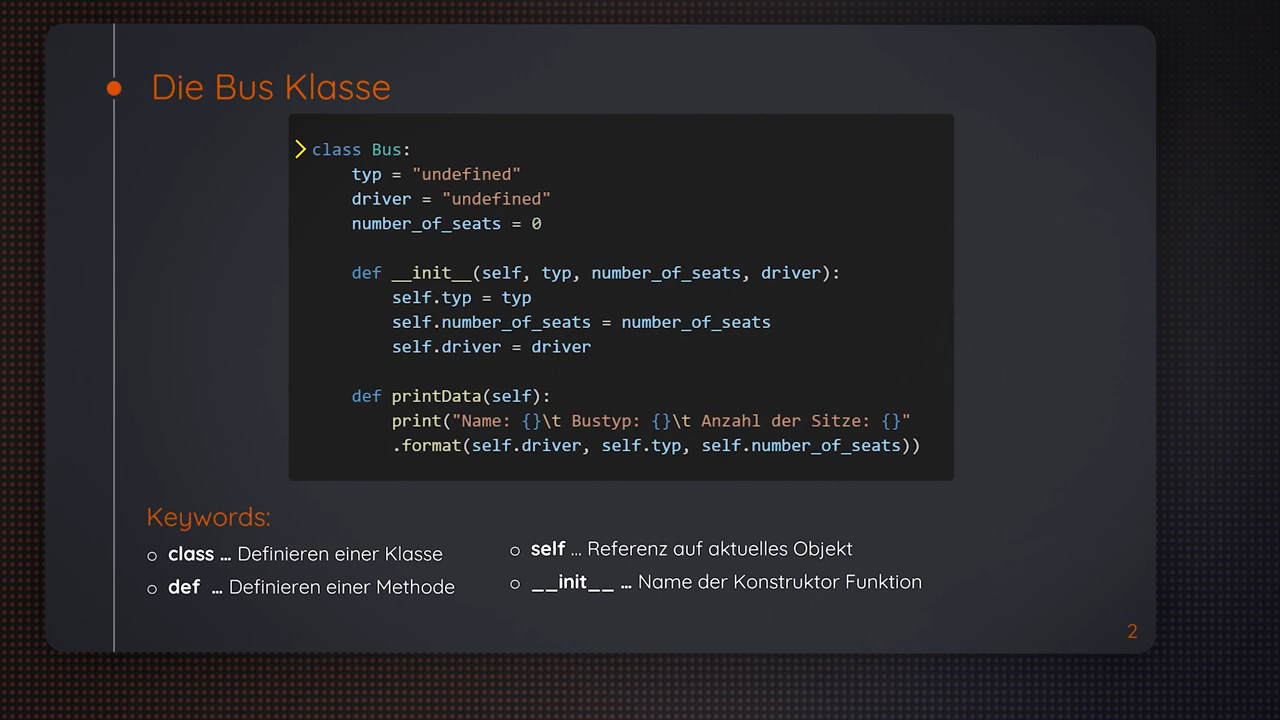 Die Bus Klasse
class Bus:
    typ = "undefined"
    driver = "undefined"
    number_of_seats = 0

    def __init__(self, typ, number_of_seats, driver):
        self.typ = typ
        self.number_of_seats = number_of_seats
        self.driver = driver

    def printData(self):
        print("Name: {}\t Bustyp: {}\t Anzahl der Sitze: {}"
        .format(self.driver, self.typ, self.number_of_seats))
Keywords:
class … Definieren einer Klasse
def … Definieren einer Methode
self … Referenz auf aktuelles Objekt
__init__ … Name der Konstruktor Funktion
2